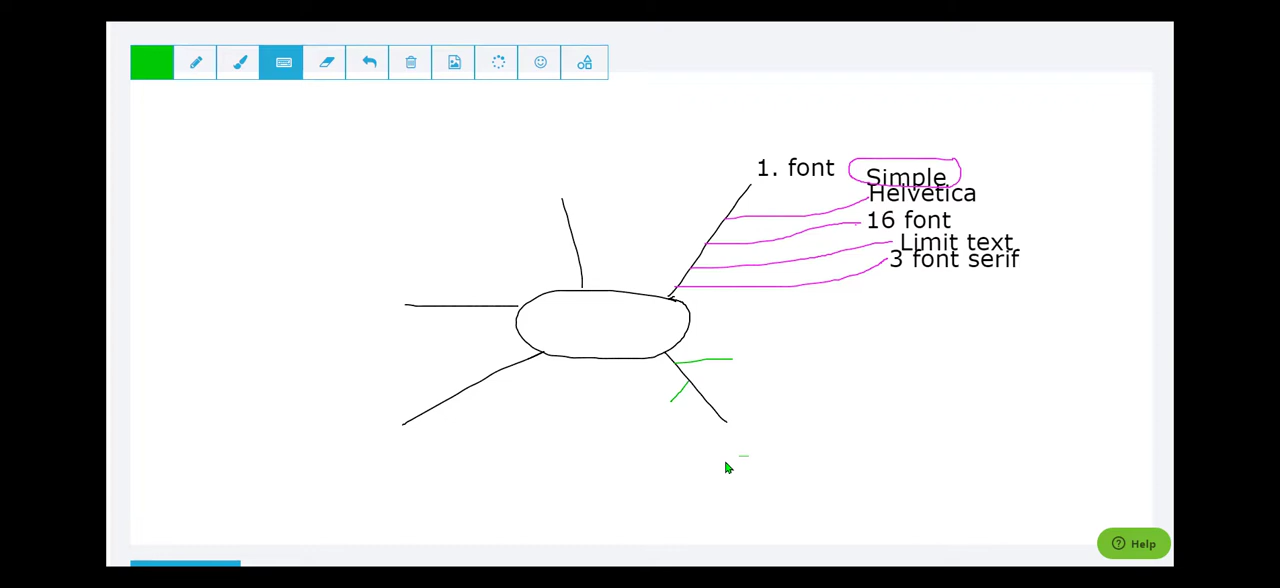 1. font
Simple
Helvetica
16 font
Limit text
3 font serif
Help